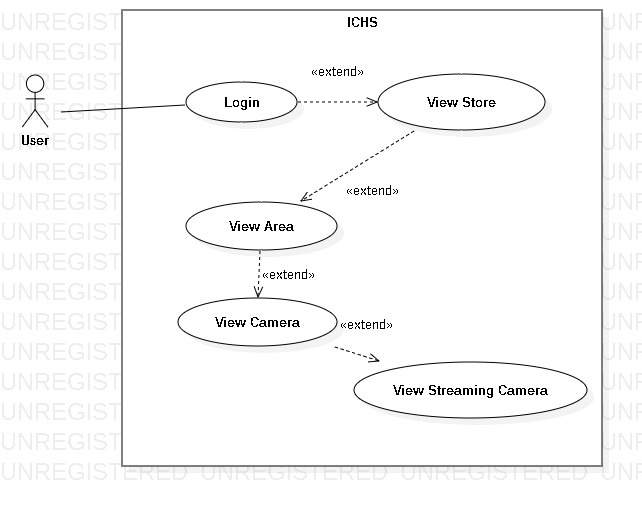 ICHS
«extend»
Login
View Store
User
«extend»
View Area
«extend»
View Camera
«extend»
View Streaming Camera
UNREGISTERED UNREGISTERED UNREGISTERED UN